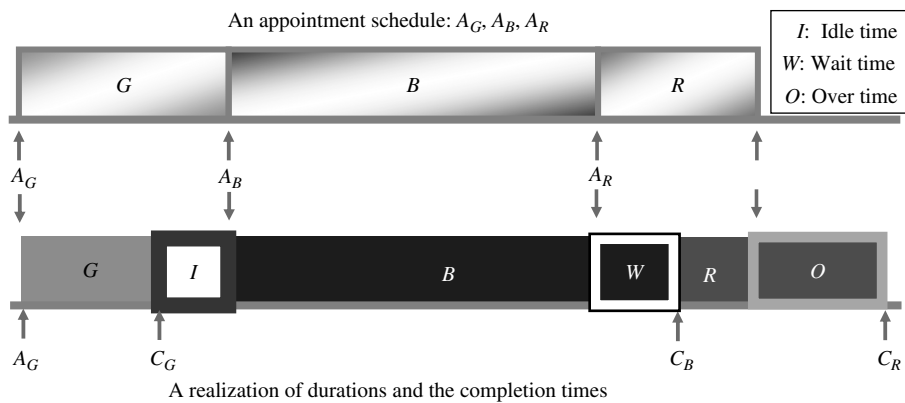 An appointment schedule: A_G, A_B, A_R
I: Idle time
W: Wait time
O: Over time
G B R
A_G A_B A_R
G I B W R O
A_G C_G C_B C_R
A realization of durations and the completion times